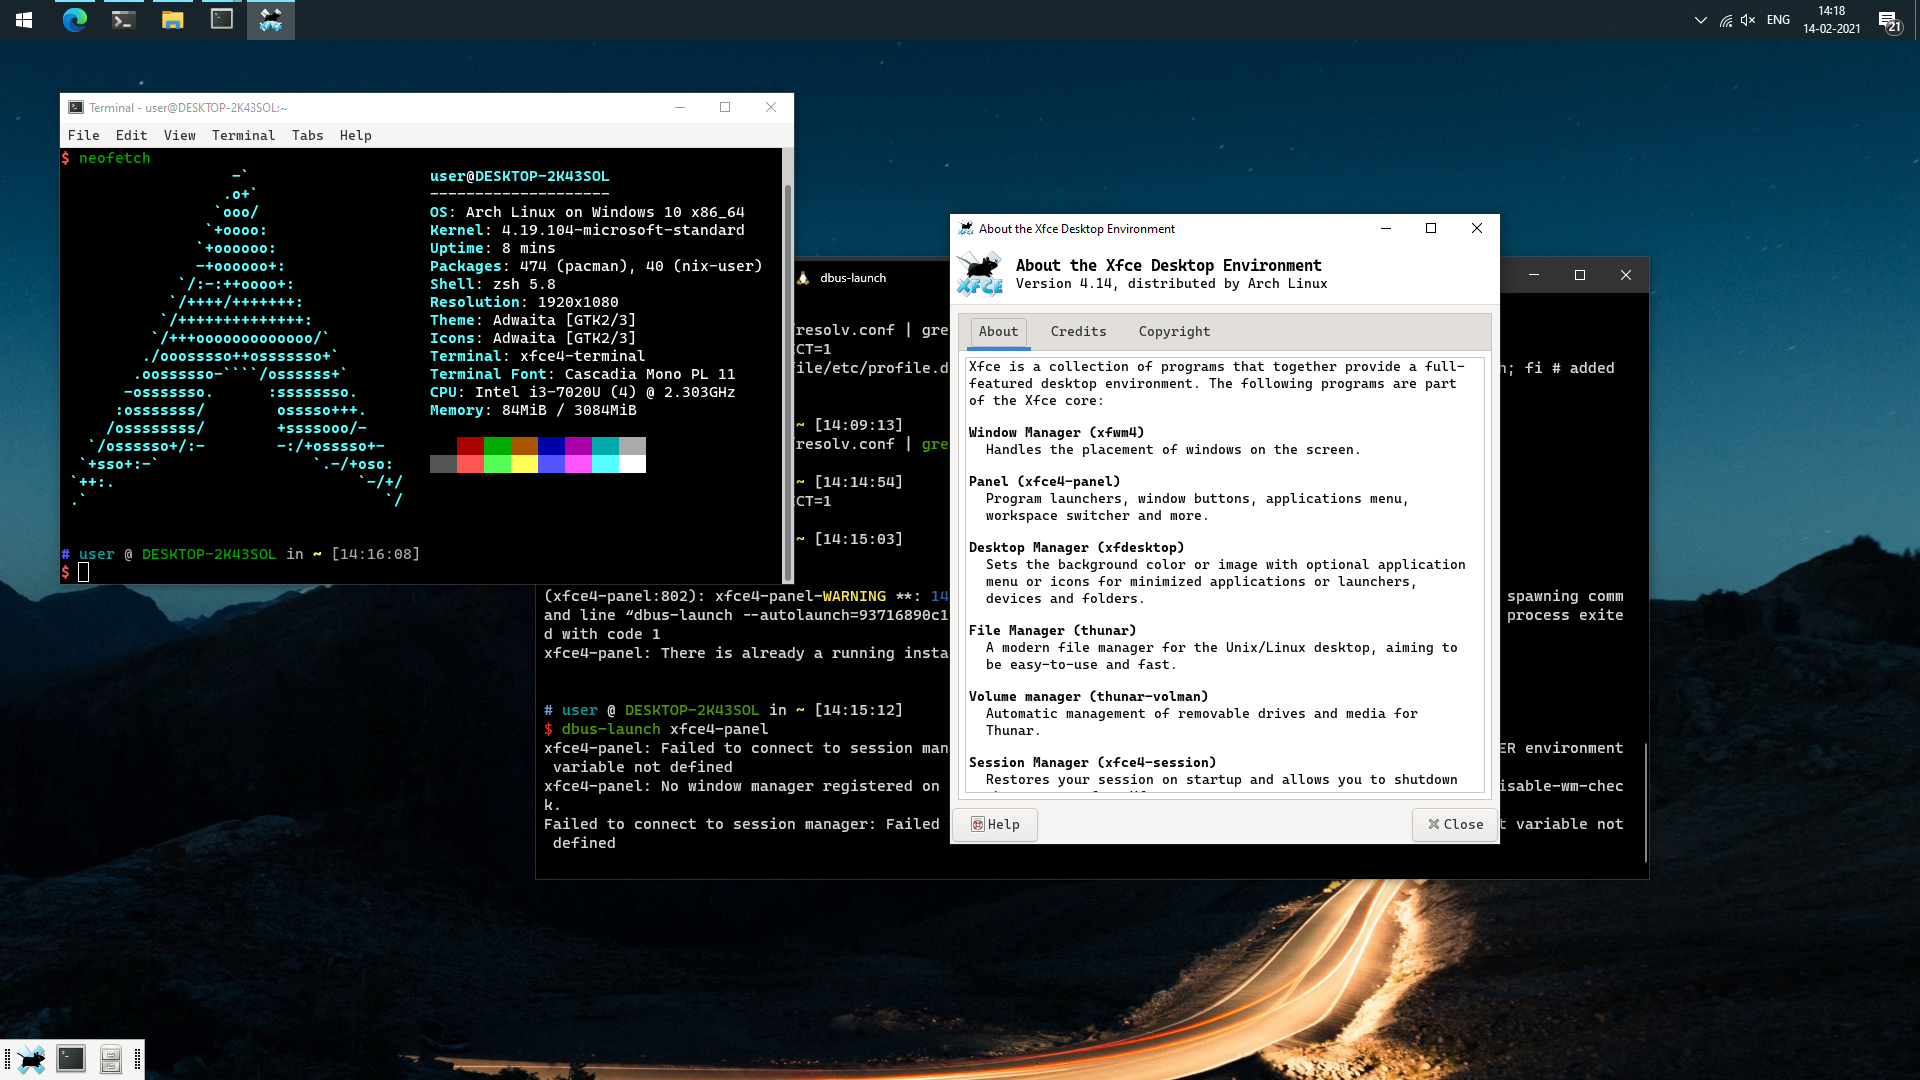 ENG
14:18
14-02-2021
21
Terminal - user@DESKTOP-2K43SOL:~
File Edit View Terminal Tabs Help
$ neofetch
-`
.o+`
`ooo/
`+oooo:
`+oooooo:
-+oooooo+:
`/:-:++oooo+:
`/++++/+++++++:
`/++++++++++++++:
`/+++ooooooooooooo/`
./ooosssso++osssssso+`
.oossssso-````/ossssss+`
-osssssso.      :ssssssso.
:osssssss/        osssso+++.
/ossssssss/        +ssssooo/-
`/ossssso+/:-        -:/+osssso+-
`+sso+:-`                 `.-/+oso:
`++:.                           `-/+/
.`                                 `/
user@DESKTOP-2K43SOL
--------------------
OS: Arch Linux on Windows 10 x86_64
Kernel: 4.19.104-microsoft-standard
Uptime: 8 mins
Packages: 474 (pacman), 40 (nix-user)
Shell: zsh 5.8
Resolution: 1920x1080
Theme: Adwaita [GTK2/3]
Icons: Adwaita [GTK2/3]
Terminal: xfce4-terminal
Terminal Font: Cascadia Mono PL 11
CPU: Intel i3-7020U (4) @ 2.303GHz
Memory: 84MiB / 3084MiB
# user @ DESKTOP-2K43SOL in ~ [14:16:08]
$
dbus-launch
resolv.conf | gre
CT=1
file/etc/profile.d
h; fi # added
~ [14:09:13]
resolv.conf | gre
~ [14:14:54]
CT=1
~ [14:15:03]
(xfce4-panel:802): xfce4-panel-WARNING **: 14
spawning comm
and line “dbus-launch --autolaunch=93716890c1
process exite
d with code 1
xfce4-panel: There is already a running insta
# user @ DESKTOP-2K43SOL in ~ [14:15:12]
$ dbus-launch xfce4-panel
xfce4-panel: Failed to connect to session man
ER environment
variable not defined
xfce4-panel: No window manager registered on
isable-wm-chec
k.
Failed to connect to session manager: Failed
t variable not
defined
About the Xfce Desktop Environment
XFCE
About the Xfce Desktop Environment
Version 4.14, distributed by Arch Linux
About Credits Copyright
Xfce is a collection of programs that together provide a full-
featured desktop environment. The following programs are part
of the Xfce core:
Window Manager (xfwm4)
Handles the placement of windows on the screen.
Panel (xfce4-panel)
Program launchers, window buttons, applications menu,
workspace switcher and more.
Desktop Manager (xfdesktop)
Sets the background color or image with optional application
menu or icons for minimized applications or launchers,
devices and folders.
File Manager (thunar)
A modern file manager for the Unix/Linux desktop, aiming to
be easy-to-use and fast.
Volume manager (thunar-volman)
Automatic management of removable drives and media for
Thunar.
Session Manager (xfce4-session)
Restores your session on startup and allows you to shutdown
Help
Close